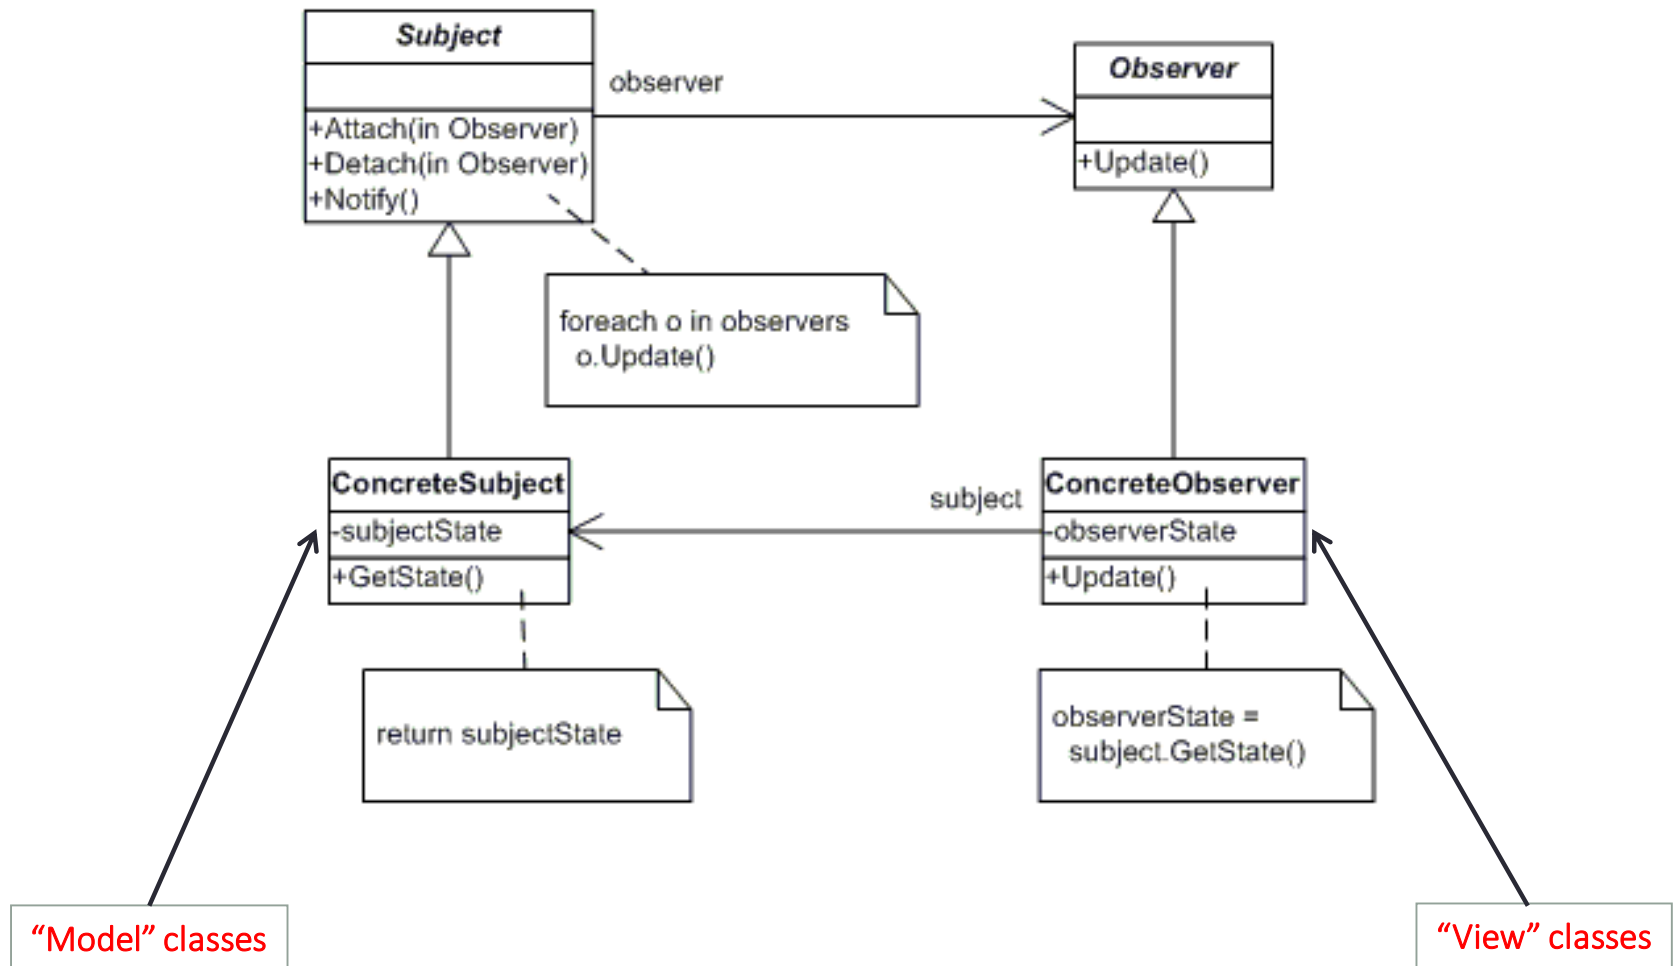 Subject
+Attach(in Observer)
+Detach(in Observer)
+Notify()
observer
Observer
+Update()
foreach o in observers
o.Update()
ConcreteSubject
-subjectState
+GetState()
subject
ConcreteObserver
-observerState
+Update()
return subjectState
observerState =
subject.GetState()
“Model” classes
“View” classes